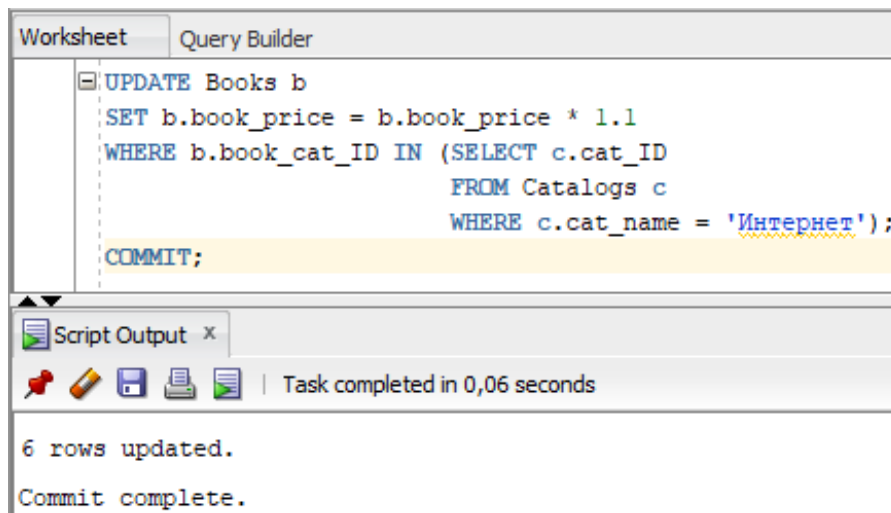 Worksheet Query Builder
UPDATE Books b
SET b.book_price = b.book_price * 1.1
WHERE b.book_cat_ID IN (SELECT c.cat_ID
FROM Catalogs c
WHERE c.cat_name = 'Интернет');
COMMIT;
Script Output x
Task completed in 0,06 seconds
6 rows updated.
Commit complete.